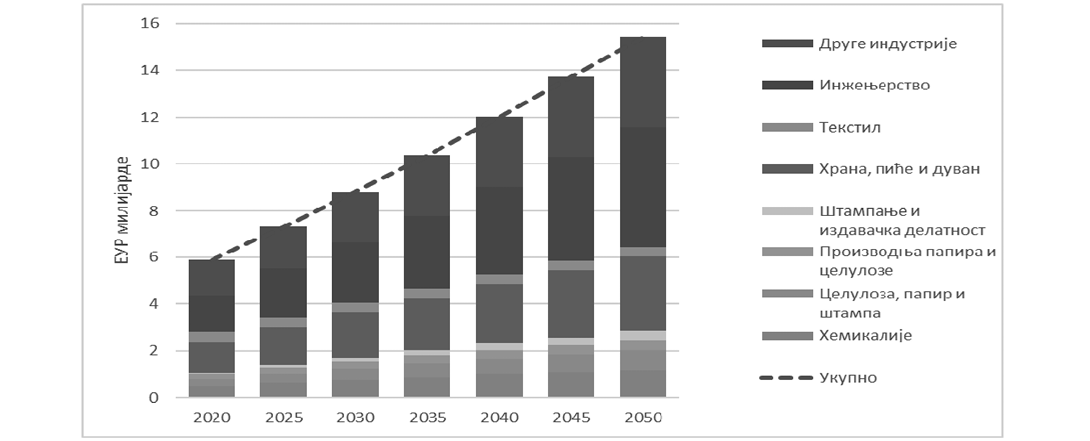 16
14
12
10
8
6
4
2
0
ЕУР милијарде
2020 2025 2030 2035 2040 2045 2050
Друге индустрије
Инжењерство
Текстил
Храна, пиће и дуван
Штампање и
издавачка делатност
Производња папира и
целулозе
Целулоза, папир и
штампа
Хемикалије
Укупно